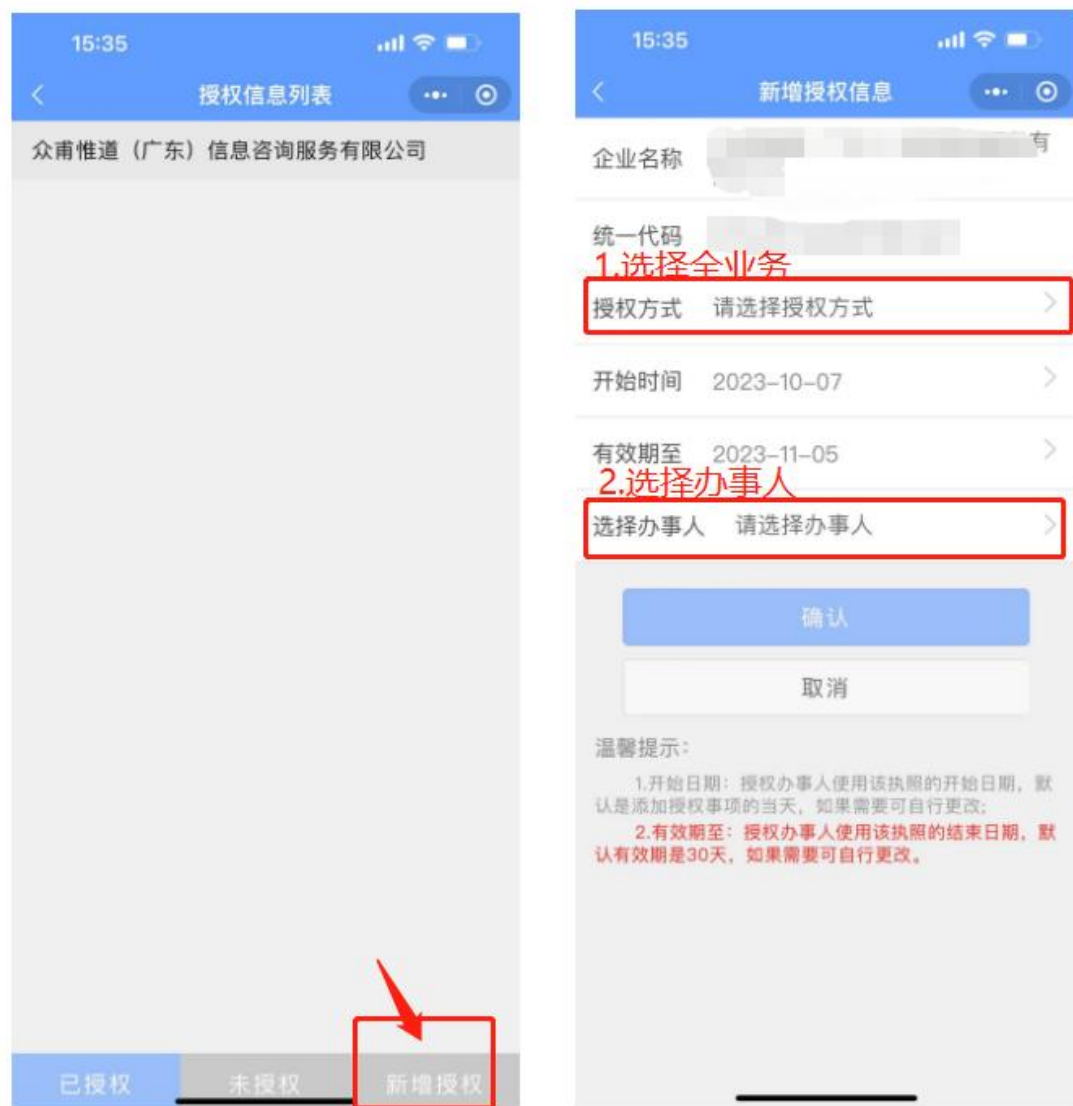 15:35
授权信息列表
众甫惟道（广东）信息咨询服务有限公司
已授权
未授权
新增授权
15:35
新增授权信息
企业名称
有
统一代码
1.选择全业务
授权方式 请选择授权方式
开始时间 2023-10-07
有效期至 2023-11-05
2.选择办事人
选择办事人 请选择办事人
确认
取消
温馨提示：
1.开始日期：授权办事人使用该执照的开始日期，默
认是添加授权事项的当天，如果需要可自行更改;
2.有效期至：授权办事人使用该执照的结束日期，默
认有效期是30天，如果需要可自行更改。